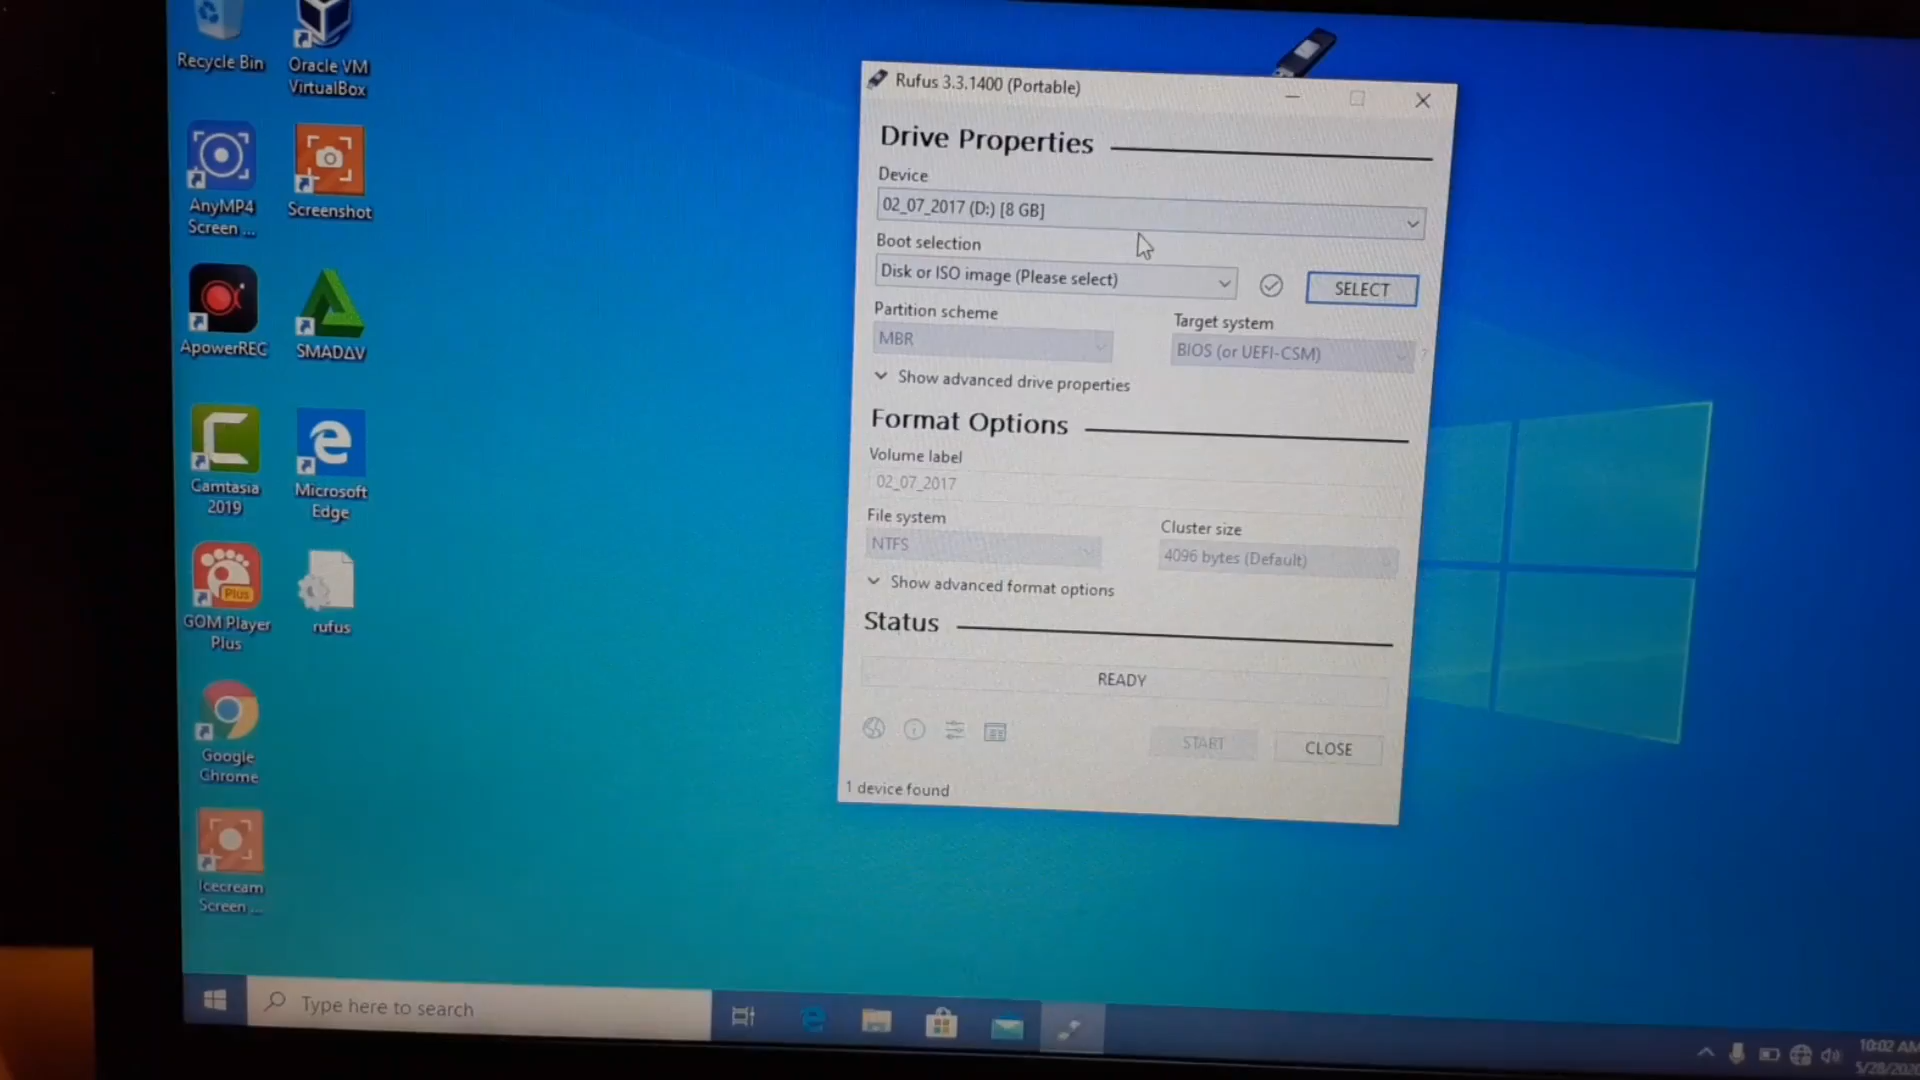 Recycle Bin
Oracle VM
VirtualBox
AnyMP4
Screen ...
Screenshot
ApowerREC
SMADΔV
Camtasia
2019
Microsoft
Edge
Plus
GOM Player
Plus
rufus
Google
Chrome
Icecream
Screen ...
Rufus 3.3.1400 (Portable)
Drive Properties
Device
02_07_2017 (D:) [8 GB]
Boot selection
Disk or ISO image (Please select)
SELECT
Partition scheme
Target system
MBR
BIOS (or UEFI-CSM)
?
Show advanced drive properties
Format Options
Volume label
02_07_2017
File system
Cluster size
NTFS
4096 bytes (Default)
Show advanced format options
Status
READY
START
CLOSE
1 device found
Type here to search
10:02 AM